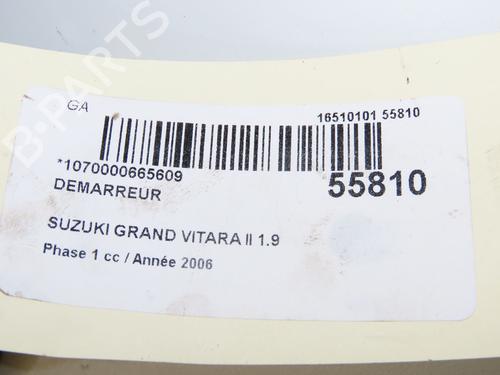 GA
16510101 55810
*1070000665609
DEMARREUR
55810
SUZUKI GRAND VITARA II 1.9
Phase 1 cc / Année 2006
B-PARTS